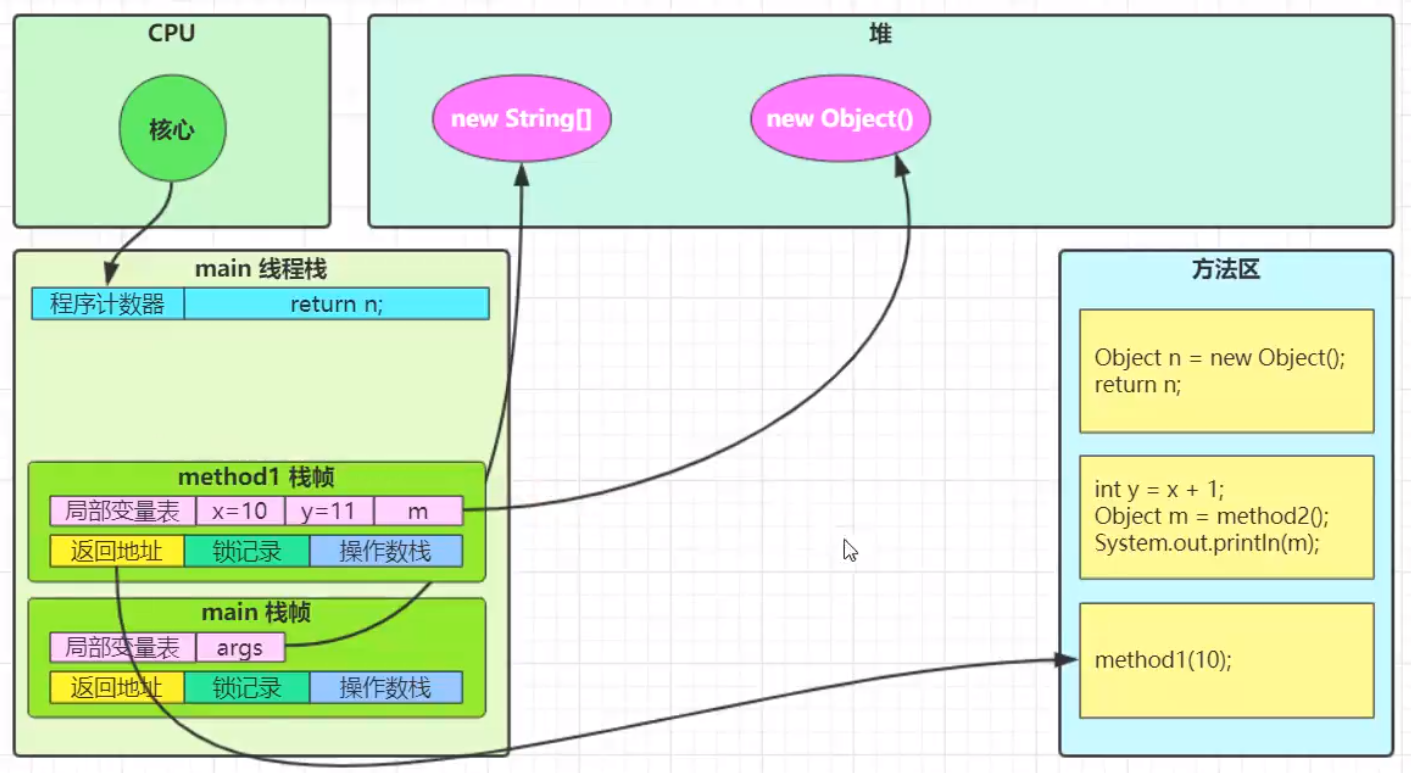 CPU
核心
堆
new String[]
new Object()
main 线程栈
程序计数器 return n;
method1 栈帧
局部变量表 x=10 y=11 m
返回地址 锁记录 操作数栈
main 栈帧
局部变量表 args
返回地址 锁记录 操作数栈
方法区
Object n = new Object();
return n;
int y = x + 1;
Object m = method2();
System.out.println(m);
method1(10);